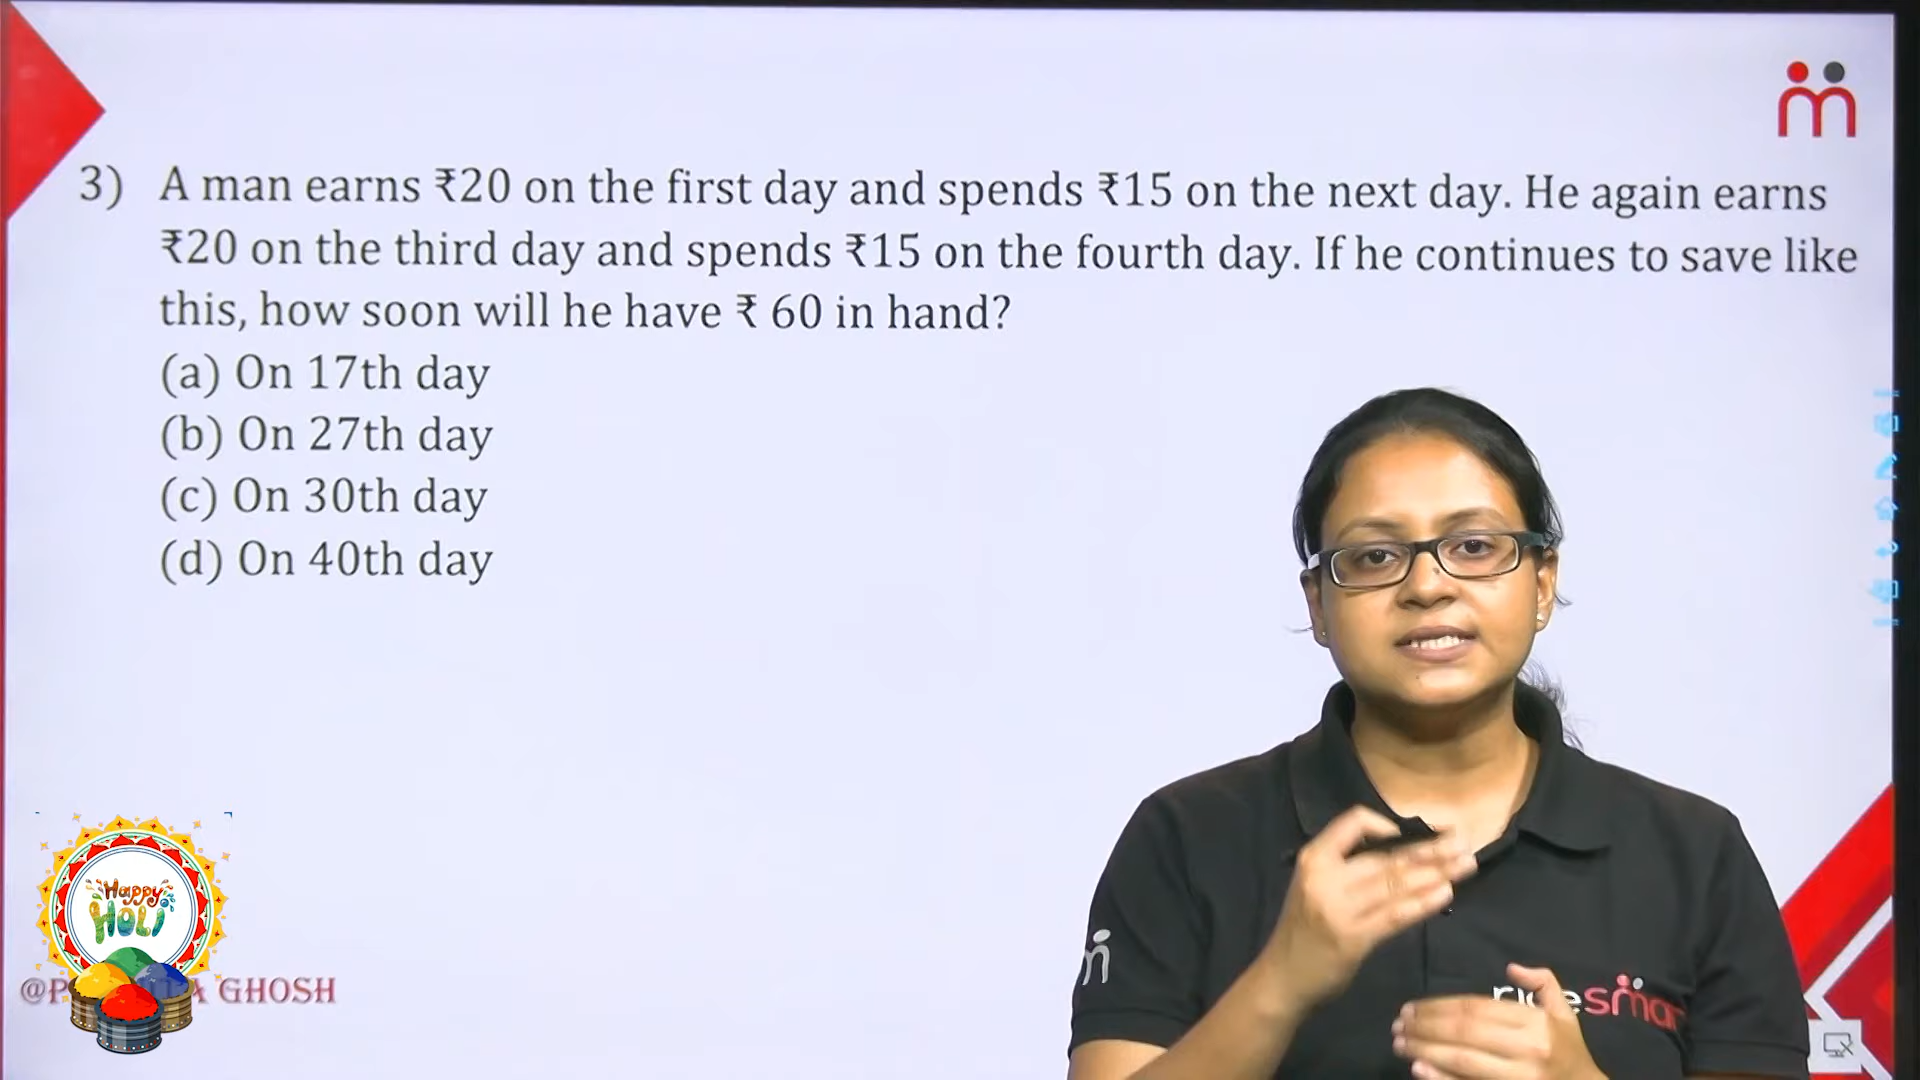 3) A man earns ₹20 on the first day and spends ₹15 on the next day. He again earns
₹20 on the third day and spends ₹15 on the fourth day. If he continues to save like
this, how soon will he have ₹ 60 in hand?
(a) On 17th day
(b) On 27th day
(c) On 30th day
(d) On 40th day
Happy
HOLI
GHOSH